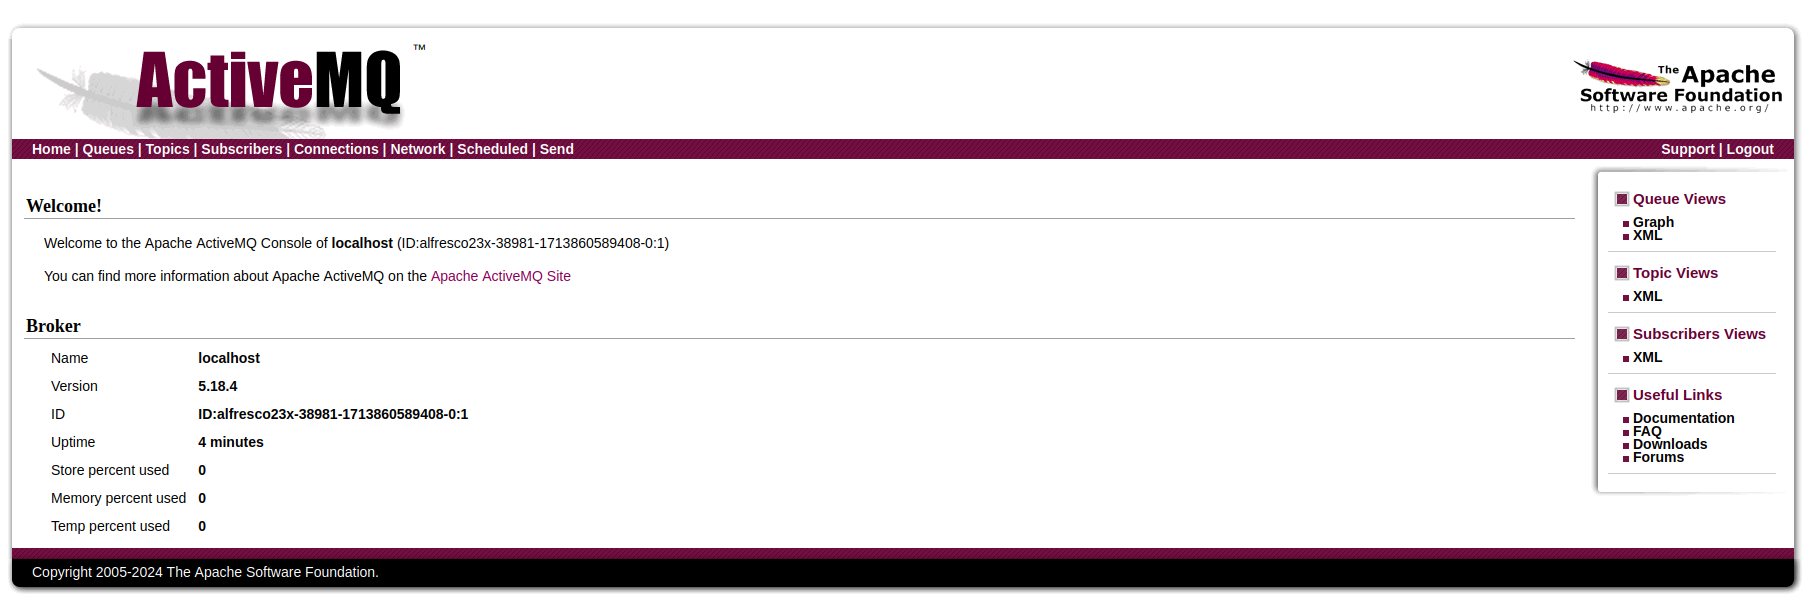 ActiveMQ ™
The Apache
Software Foundation
http://www.apache.org/
Home | Queues | Topics | Subscribers | Connections | Network | Scheduled | Send
Support | Logout
Welcome!
Welcome to the Apache ActiveMQ Console of localhost (ID:alfresco23x-38981-1713860589408-0:1)
You can find more information about Apache ActiveMQ on the Apache ActiveMQ Site
Broker
Name localhost
Version 5.18.4
ID ID:alfresco23x-38981-1713860589408-0:1
Uptime 4 minutes
Store percent used 0
Memory percent used 0
Temp percent used 0
Queue Views
Graph
XML
Topic Views
XML
Subscribers Views
XML
Useful Links
Documentation
FAQ
Downloads
Forums
Copyright 2005-2024 The Apache Software Foundation.